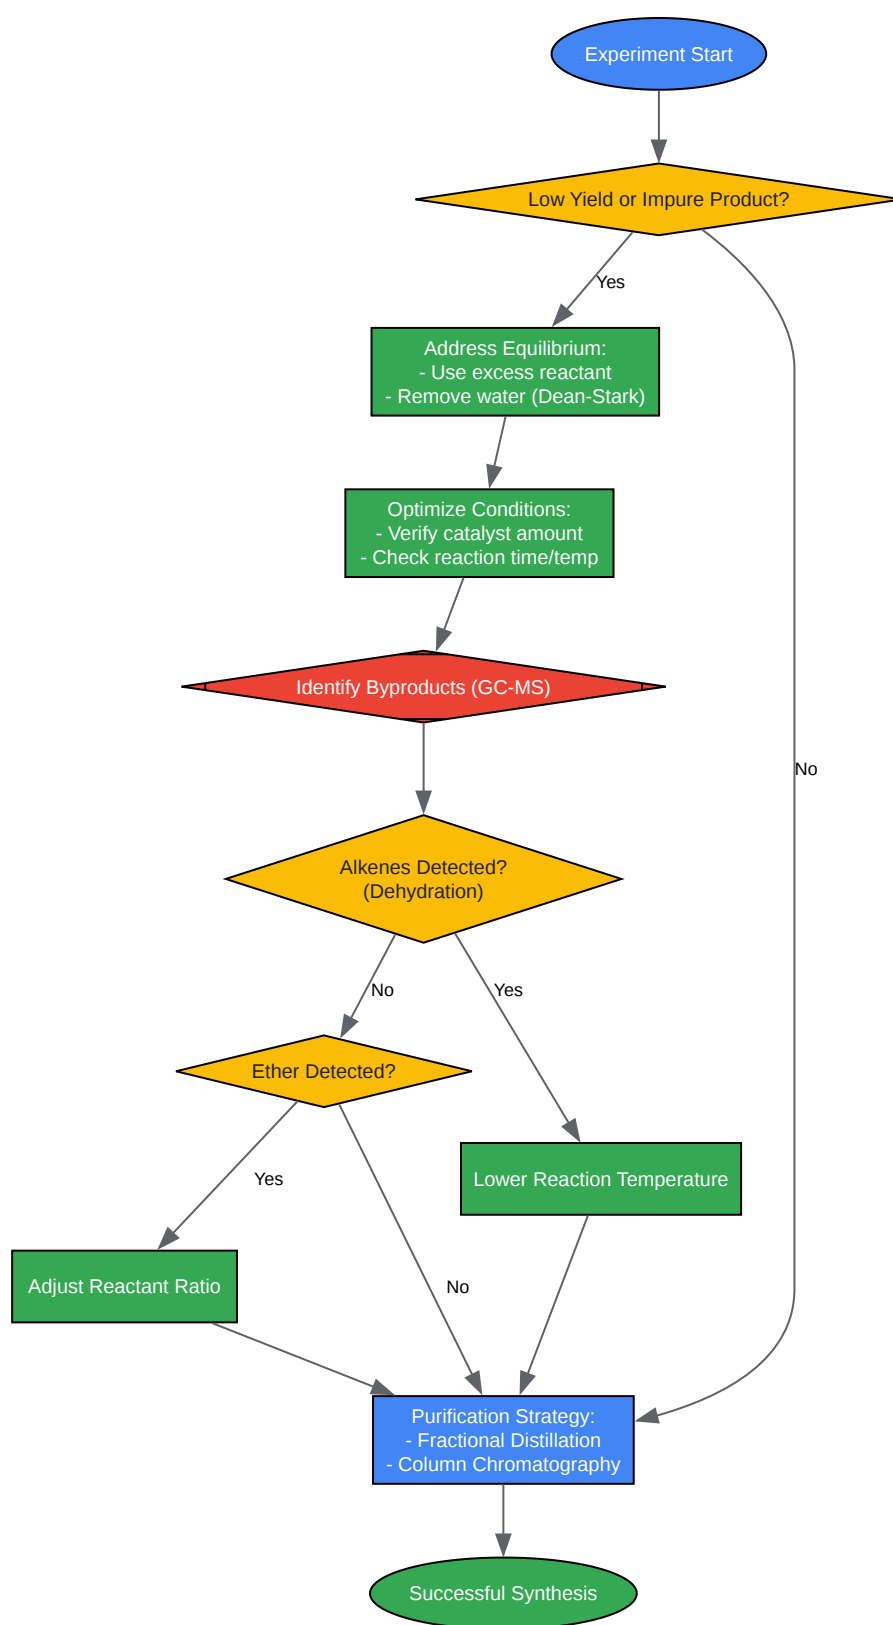 Experiment Start
Low Yield or Impure Product?
Yes
Address Equilibrium:
- Use excess reactant
- Remove water (Dean-Stark)
Optimize Conditions:
- Verify catalyst amount
- Check reaction time/temp
Identify Byproducts (GC-MS)
No
Alkenes Detected?
(Dehydration)
No
Yes
Ether Detected?
Yes
Lower Reaction Temperature
Adjust Reactant Ratio
No
Purification Strategy:
- Fractional Distillation
- Column Chromatography
Successful Synthesis